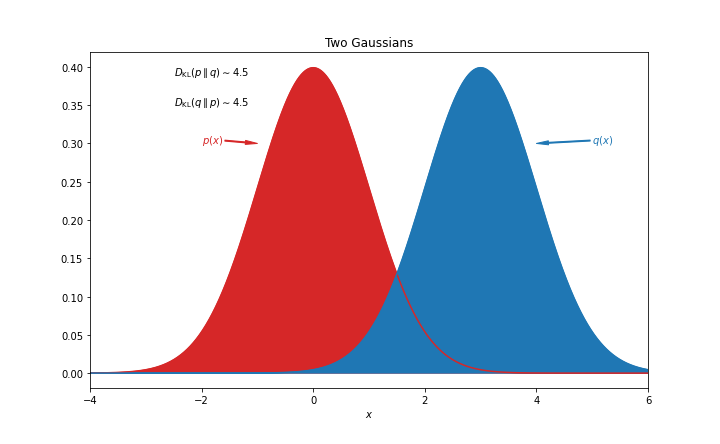 Two Gaussians
D_KL(p ∥ q) ∼ 4.5
D_KL(q ∥ p) ∼ 4.5
p(x)
q(x)
0.40
0.35
0.30
0.25
0.20
0.15
0.10
0.05
0.00
−4 −2 0 2 4 6
x